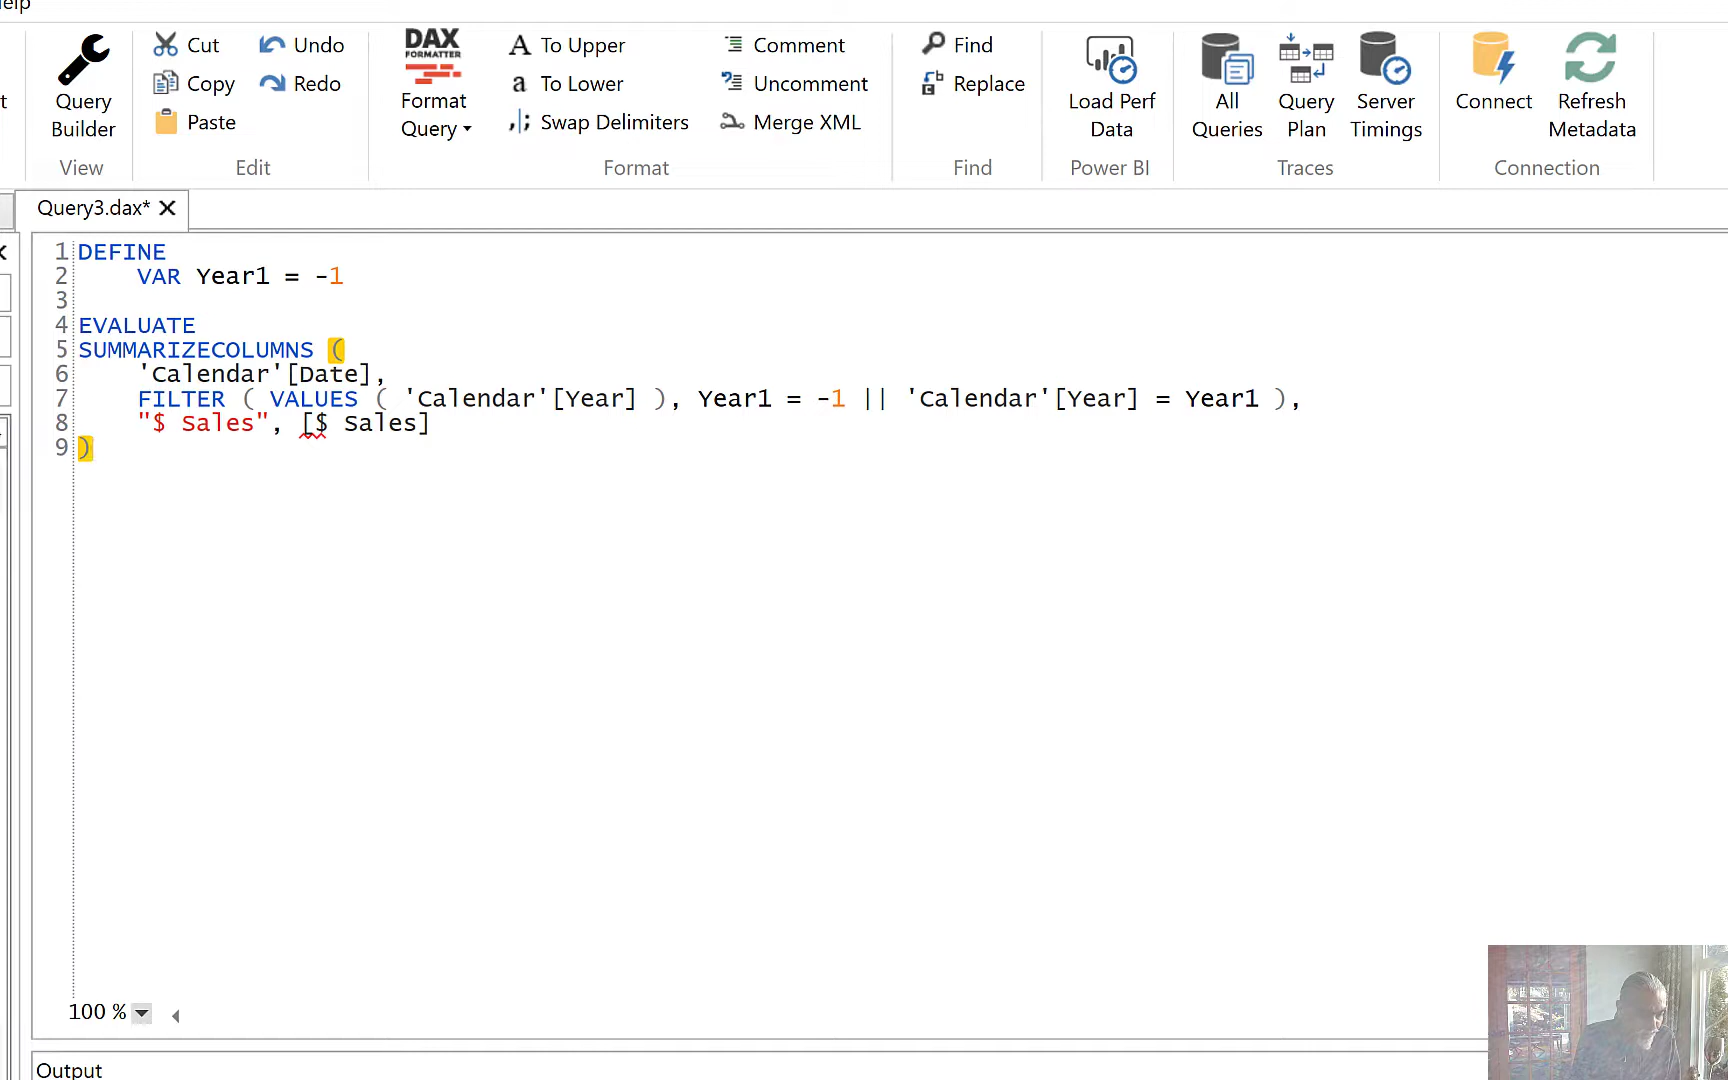 Help
t
Query
Builder
View
Cut
Copy
Paste
Undo
Redo
Edit
DAX
FORMATTER
Format
Query
A To Upper
a To Lower
Swap Delimiters
Comment
Uncomment
Merge XML
Format
Find
Replace
Find
Load Perf
Data
Power BI
All
Queries
Query
Plan
Server
Timings
Traces
Connect
Refresh
Metadata
Connection
Query3.dax*
1 DEFINE
2     VAR Year1 = -1
3
4 EVALUATE
5 SUMMARIZECOLUMNS (
6     'Calendar'[Date],
7     FILTER ( VALUES ( 'Calendar'[Year] ), Year1 = -1 || 'Calendar'[Year] = Year1 ),
8     "$ Sales", [$ Sales]
9 )
100 %
Output